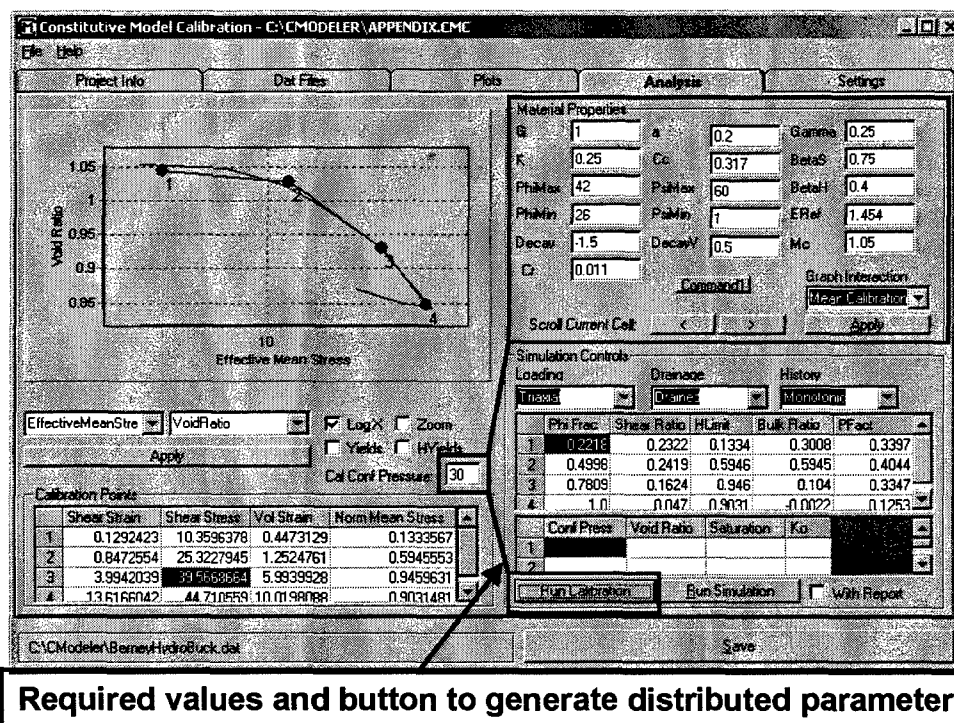 Constitutive Model Calibration - C:\CMODELER\APPENDIX.CMC
File Help
Project Info Dat Files Plots Analysis Settings
1.05
1
0.95
0.9
0.85
Void Ratio
1
2
3
4
10
Effective Mean Stress
EffectiveMeanStre VoidRatio
Log X Zoom
Yields HYields
Apply
Cal Conf Pressure: 30
Calibration Points
Shear Strain Shear Stress Vol Strain Norm Mean Stress
1 0.1292423 10.3596378 0.4473129 0.1333567
2 0.8472554 25.3227945 1.2524761 0.5945553
3 3.9942039 39.5668664 5.9939928 0.9459631
4 13.6166042 44.710559 10.0198088 0.9031481
Material Properties
G 1 a 0.2 Gamma 0.25
K 0.25 Cc 0.317 BetaS 0.75
PhiMax 42 PsiMax 60 BetaH 0.4
PhiMin 26 PsiMin 1 ERef 1.454
Decay -1.5 DecayV 0.5 Mc 1.05
Cr 0.011
Command1
Graph Interaction
Mean Calibration
Scroll Current Cell: < > Apply
Simulation Controls
Loading Drainage History
Triaxial Drained Monotonic
Phi Frac Shear Ratio HLimit Bulk Ratio PFact
1 0.2218 0.2322 0.1334 0.3008 0.3397
2 0.4998 0.2419 0.5946 0.5945 0.4044
3 0.7809 0.1624 0.946 0.104 0.3347
4 1.0 0.047 0.9031 -0.0022 0.1253
Conf Press Void Ratio Saturation Ko
1
2
Run Calibration Run Simulation With Report
C:\CModeler\BerneyHydroBuck.dat Save
Required values and button to generate distributed parameter